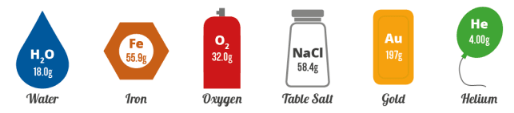 H₂O
18.0g
Water
Fe
55.9g
Iron
O₂
32.0g
Oxygen
NaCl
58.4g
Table Salt
Au
197g
Gold
He
4.00g
Helium